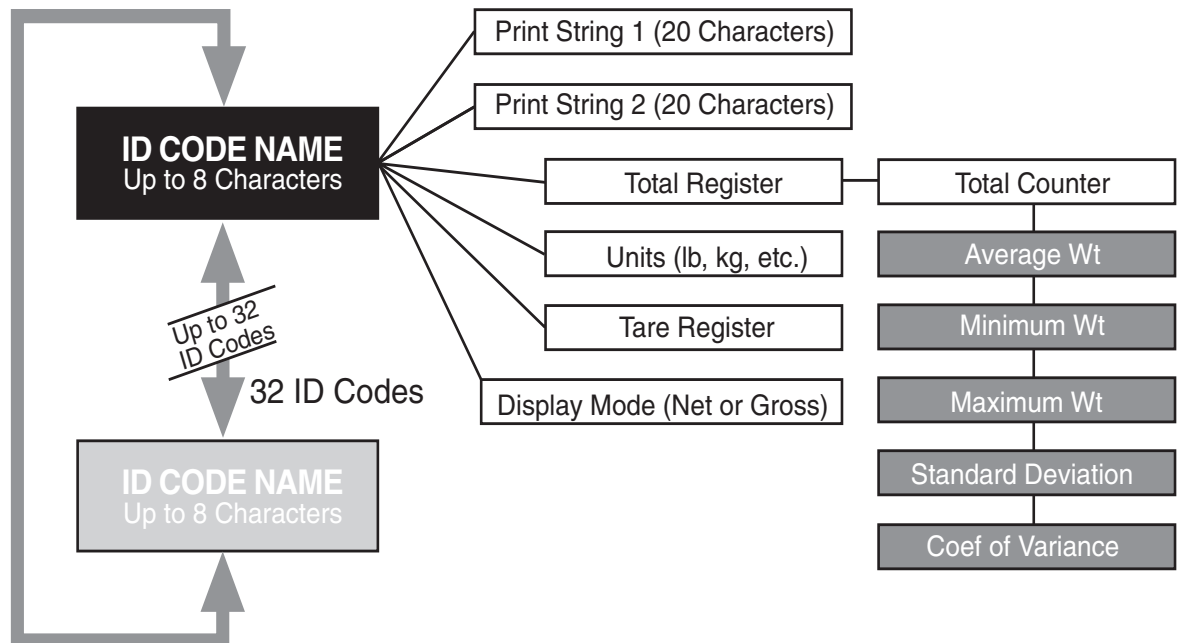 Print String 1 (20 Characters)
Print String 2 (20 Characters)
ID CODE NAME
Up to 8 Characters
Total Register
Total Counter
Units (lb, kg, etc.)
Average Wt
Tare Register
Minimum Wt
Up to 32
ID Codes
32 ID Codes
Display Mode (Net or Gross)
Maximum Wt
ID CODE NAME
Up to 8 Characters
Standard Deviation
Coef of Variance